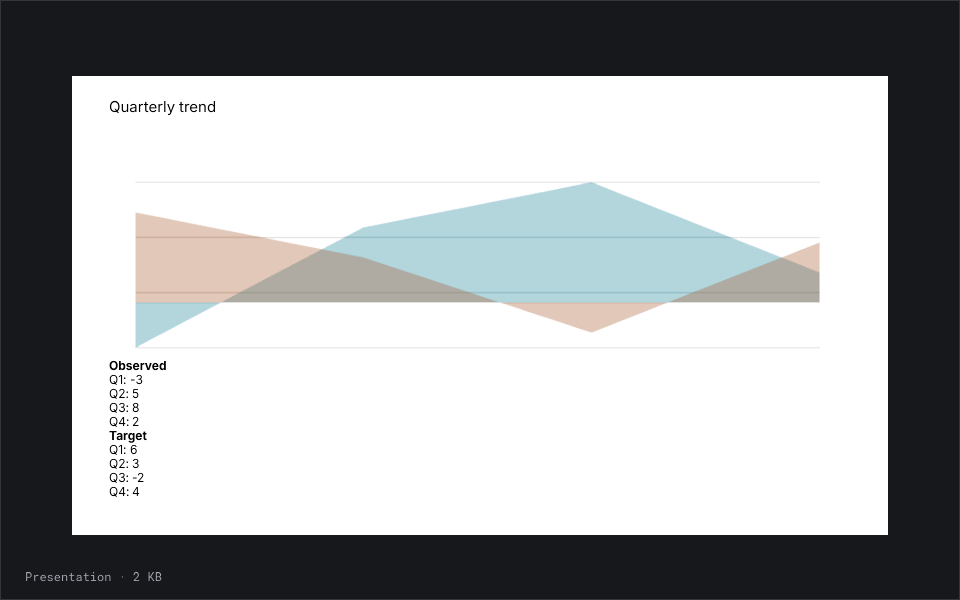 Quarterly trend
Observed
Q1: -3
Q2: 5
Q3: 8
Q4: 2
Target
Q1: 6
Q2: 3
Q3: -2
Q4: 4
Presentation · 2 KB